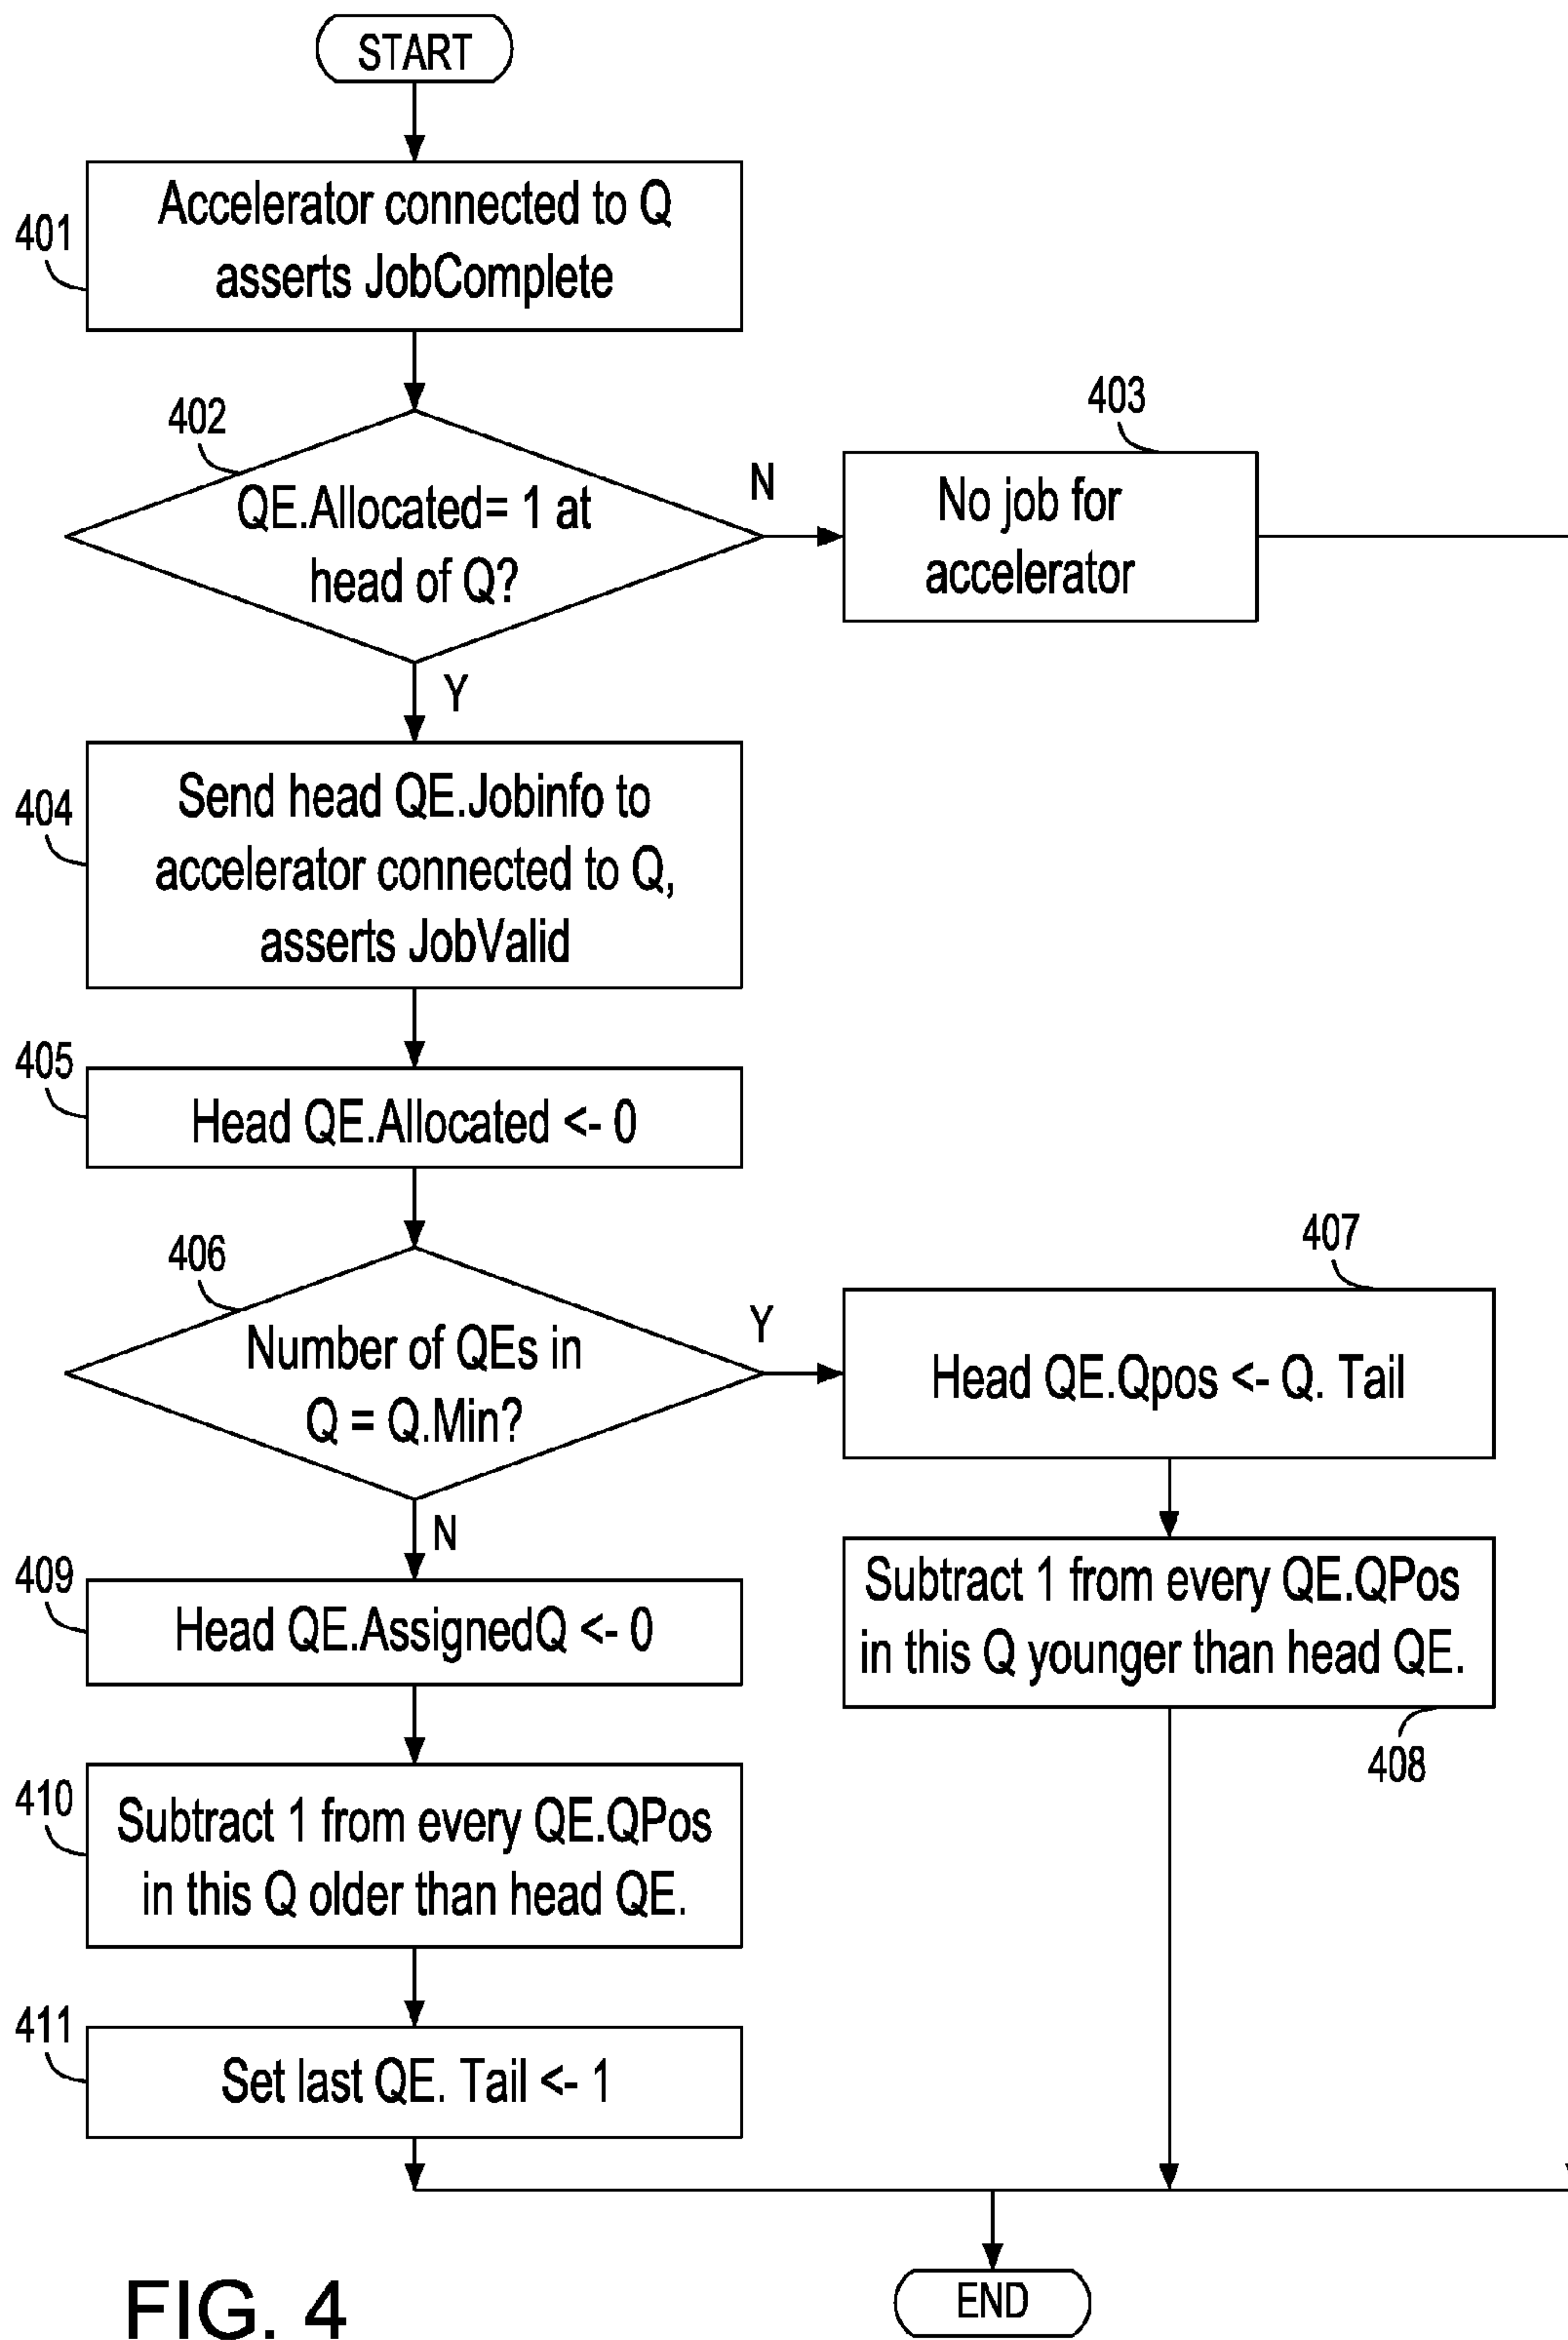 START
401
Accelerator connected to Q
asserts JobComplete
402
QE.Allocated= 1 at
head of Q?
N
403
No job for
accelerator
Y
404
Send head QE.Jobinfo to
accelerator connected to Q,
asserts JobValid
405
Head QE.Allocated <- 0
406
Number of QEs in
Q = Q.Min?
Y
407
Head QE.Qpos <- Q. Tail
Subtract 1 from every QE.QPos
in this Q younger than head QE.
408
N
409
Head QE.AssignedQ <- 0
410
Subtract 1 from every QE.QPos
in this Q older than head QE.
411
Set last QE. Tail <- 1
END
FIG. 4